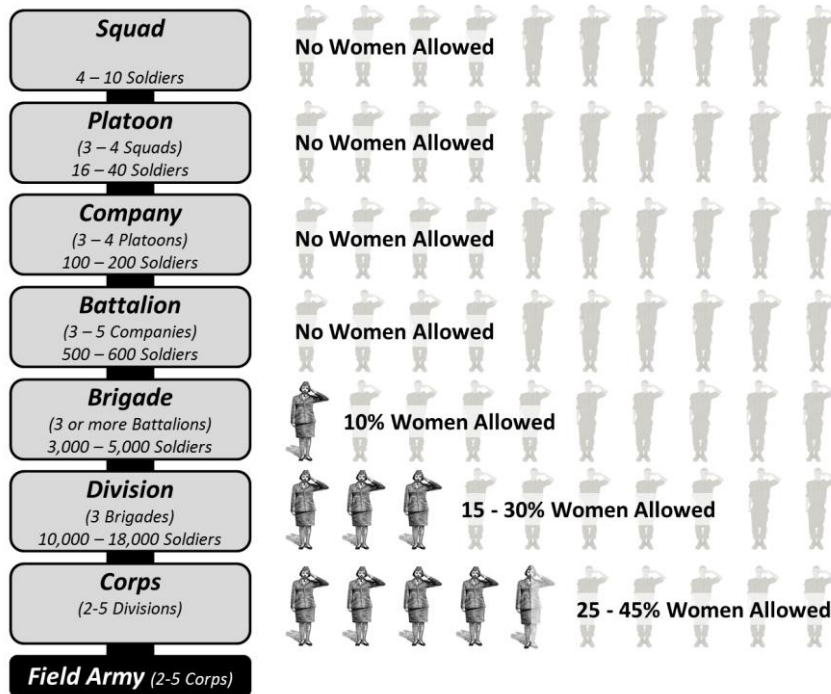 Squad
4 – 10 Soldiers
No Women Allowed
Platoon
(3 – 4 Squads)
16 – 40 Soldiers
No Women Allowed
Company
(3 – 4 Platoons)
100 – 200 Soldiers
No Women Allowed
Battalion
(3 – 5 Companies)
500 – 600 Soldiers
No Women Allowed
Brigade
(3 or more Battalions)
3,000 – 5,000 Soldiers
10% Women Allowed
Division
(3 Brigades)
10,000 – 18,000 Soldiers
15 - 30% Women Allowed
Corps
(2-5 Divisions)
25 - 45% Women Allowed
Field Army (2-5 Corps)